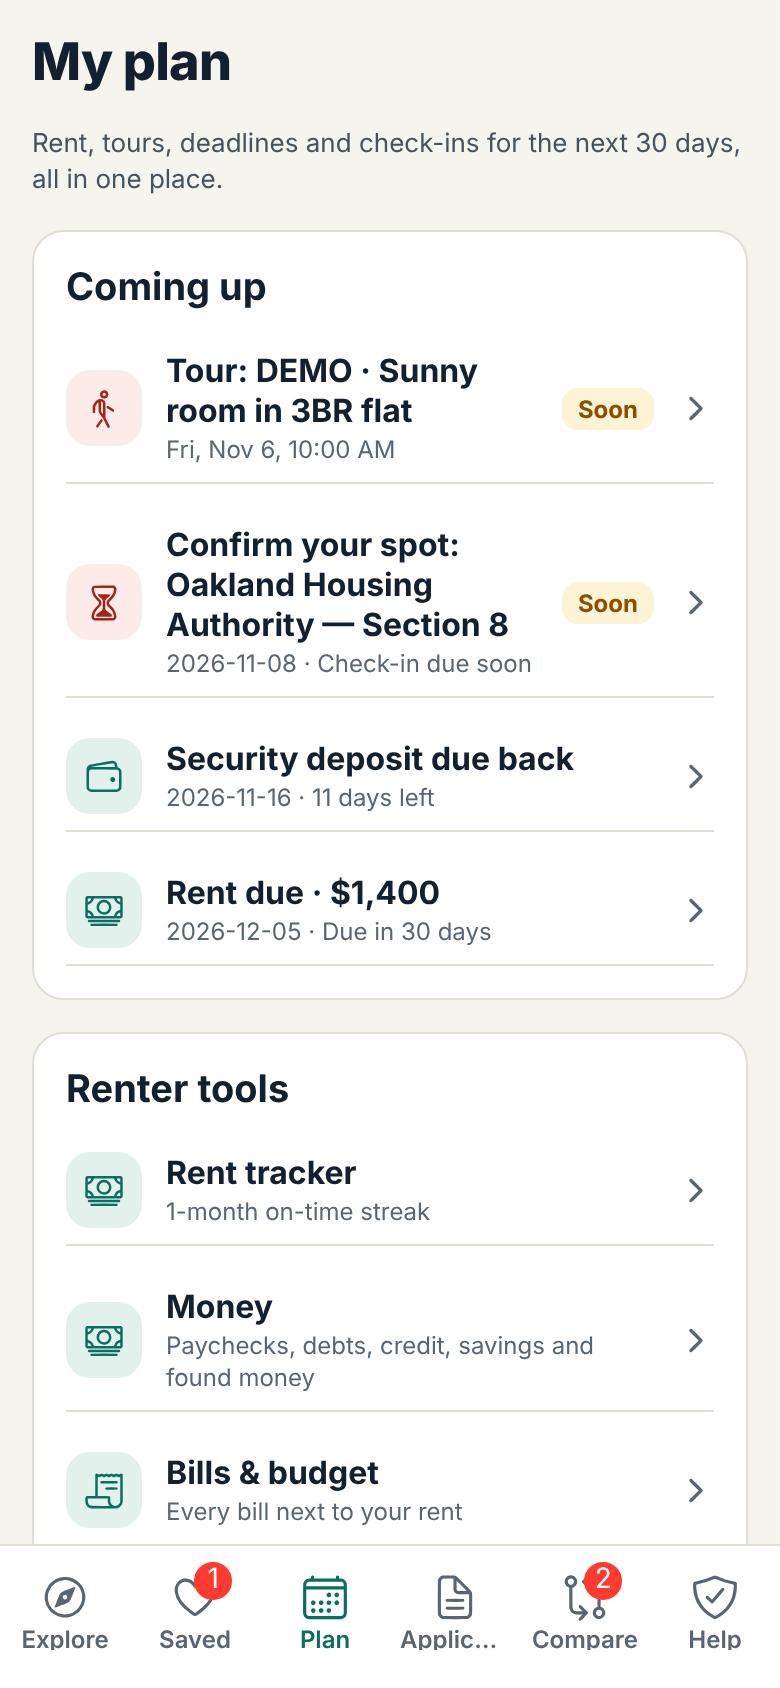 My plan
Rent, tours, deadlines and check-ins for the next 30 days,
all in one place.
Coming up
Tour: DEMO · Sunny
room in 3BR flat
Fri, Nov 6, 10:00 AM
Soon
Confirm your spot:
Oakland Housing
Authority — Section 8
2026-11-08 · Check-in due soon
Soon
Security deposit due back
2026-11-16 · 11 days left
Rent due · $1,400
2026-12-05 · Due in 30 days
Renter tools
Rent tracker
1-month on-time streak
Money
Paychecks, debts, credit, savings and
found money
Bills & budget
Every bill next to your rent
Explore
1
Saved
Plan
Applic...
2
Compare
Help